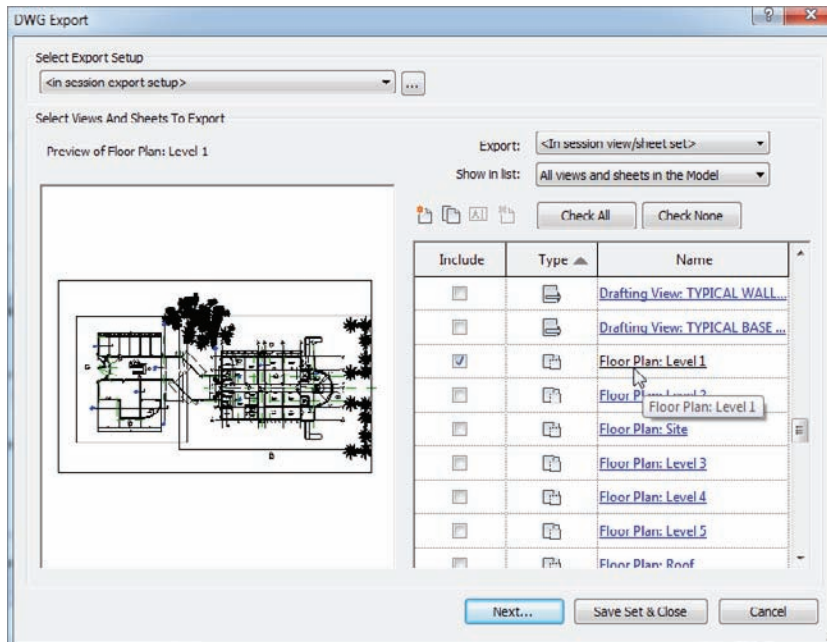 DWG Export
Select Export Setup
<in session export setup>
...
Select Views And Sheets To Export
Preview of Floor Plan: Level 1
Export: <In session view/sheet set>
Show in list: All views and sheets in the Model
Check All Check None
Include Type Name
Drafting View: TYPICAL WALL...
Drafting View: TYPICAL BASE ...
Floor Plan: Level 1
Floor Plan: Level 2
Floor Plan: Level 1
Floor Plan: Site
Floor Plan: Level 3
Floor Plan: Level 4
Floor Plan: Level 5
Floor Plan: Roof
Next... Save Set & Close Cancel